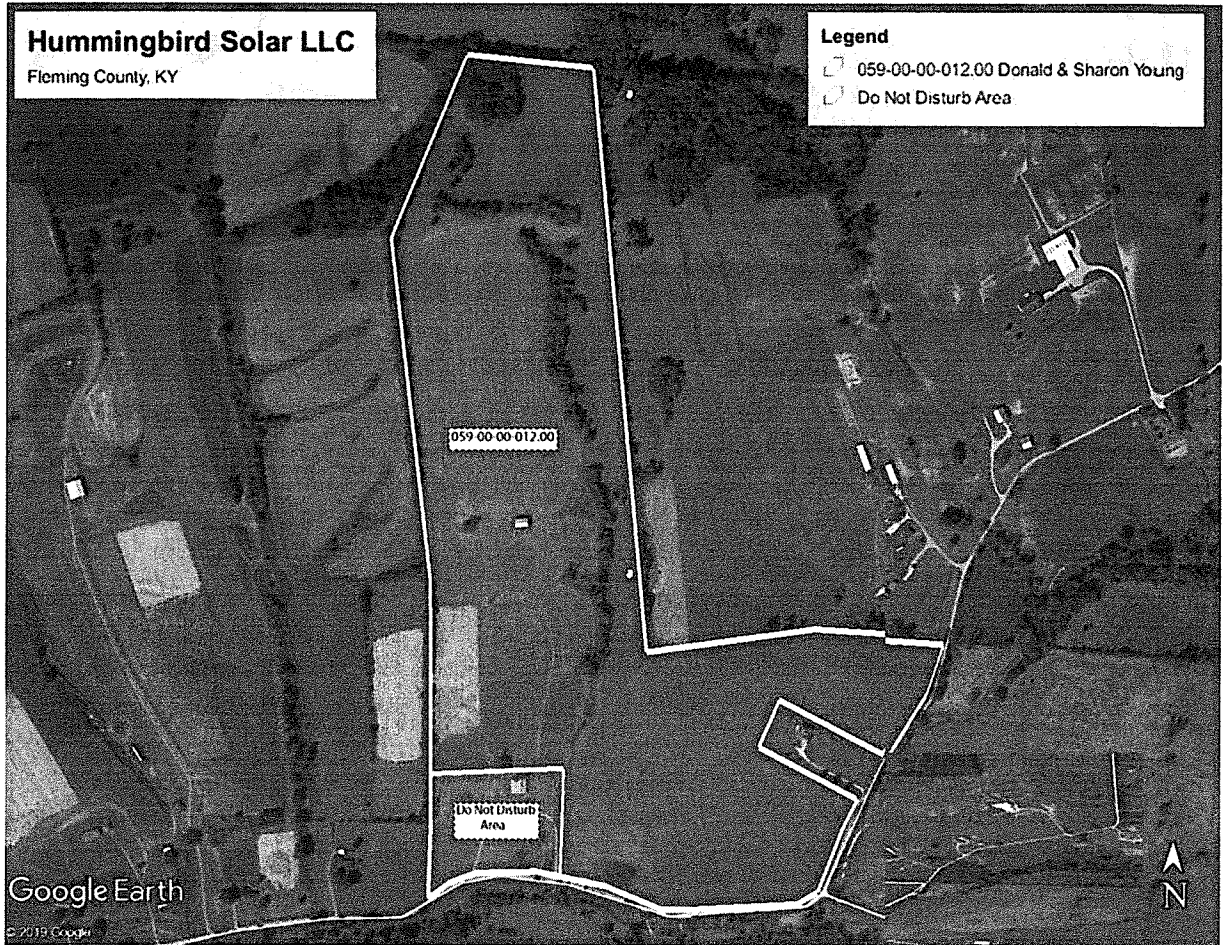 Hummingbird Solar LLC
Fleming County, KY
Legend
059-00-00-012.00 Donald & Sharon Young
Do Not Disturb Area
059-00-00-012.00
Do Not Disturb
Area
Google Earth
© 2019 Google
N